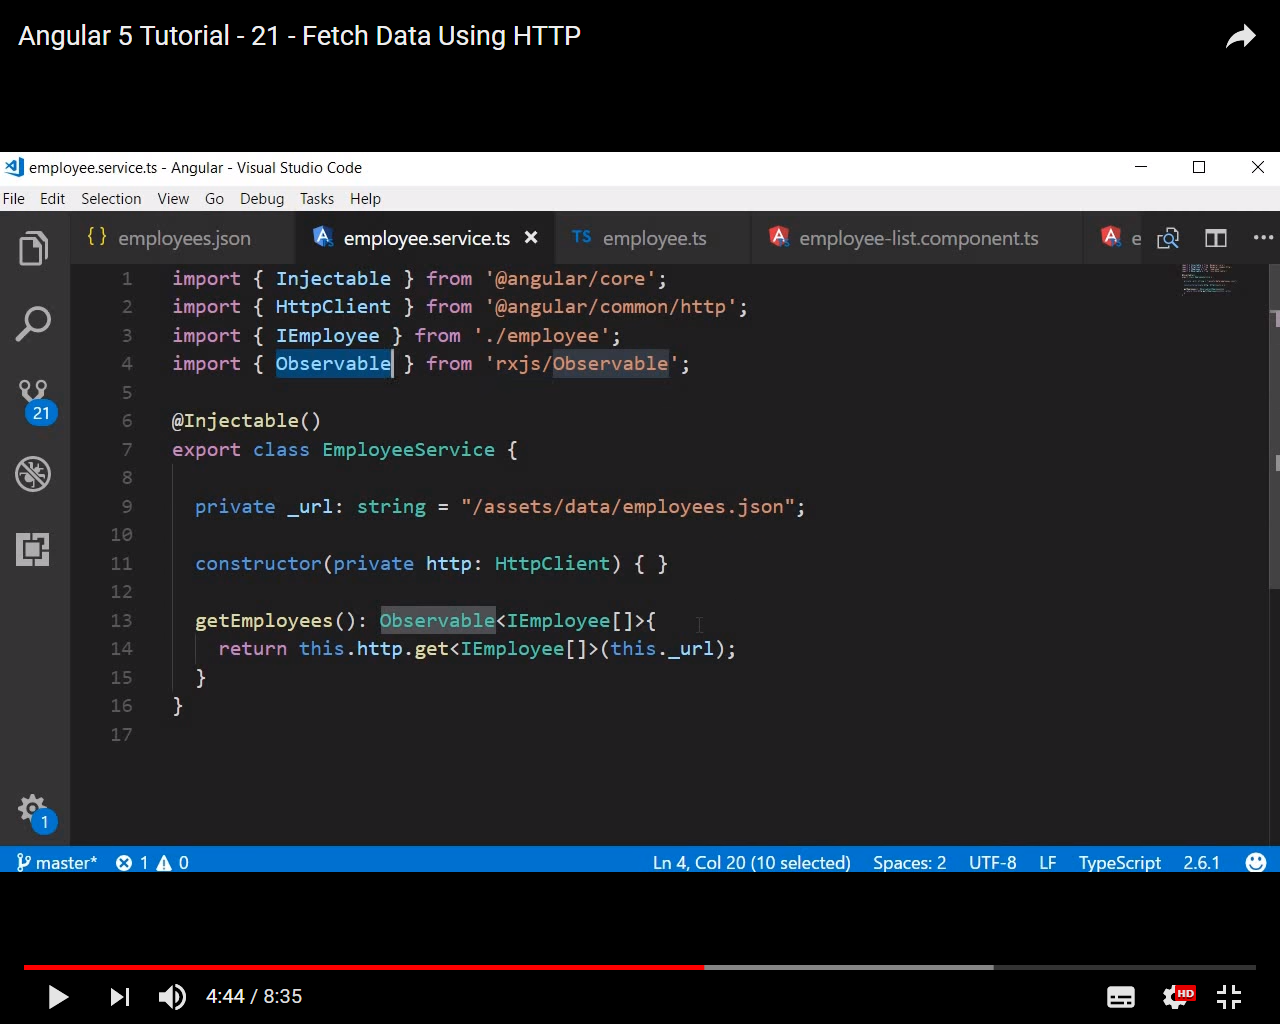 Angular 5 Tutorial - 21 - Fetch Data Using HTTP
employee.service.ts - Angular - Visual Studio Code
File Edit Selection View Go Debug Tasks Help
{ } employees.json employee.service.ts × TS employee.ts employee-list.component.ts e ...
1 import { Injectable } from '@angular/core';
2 import { HttpClient } from '@angular/common/http';
3 import { IEmployee } from './employee';
4 import { Observable } from 'rxjs/Observable';
5
6 @Injectable()
7 export class EmployeeService {
8
9 private _url: string = "/assets/data/employees.json";
10
11 constructor(private http: HttpClient) { }
12
13 getEmployees(): Observable<IEmployee[]>{
14 return this.http.get<IEmployee[]>(this._url);
15 }
16 }
17
21
1
master* 1 0 Ln 4, Col 20 (10 selected) Spaces: 2 UTF-8 LF TypeScript 2.6.1
4:44 / 8:35 HD